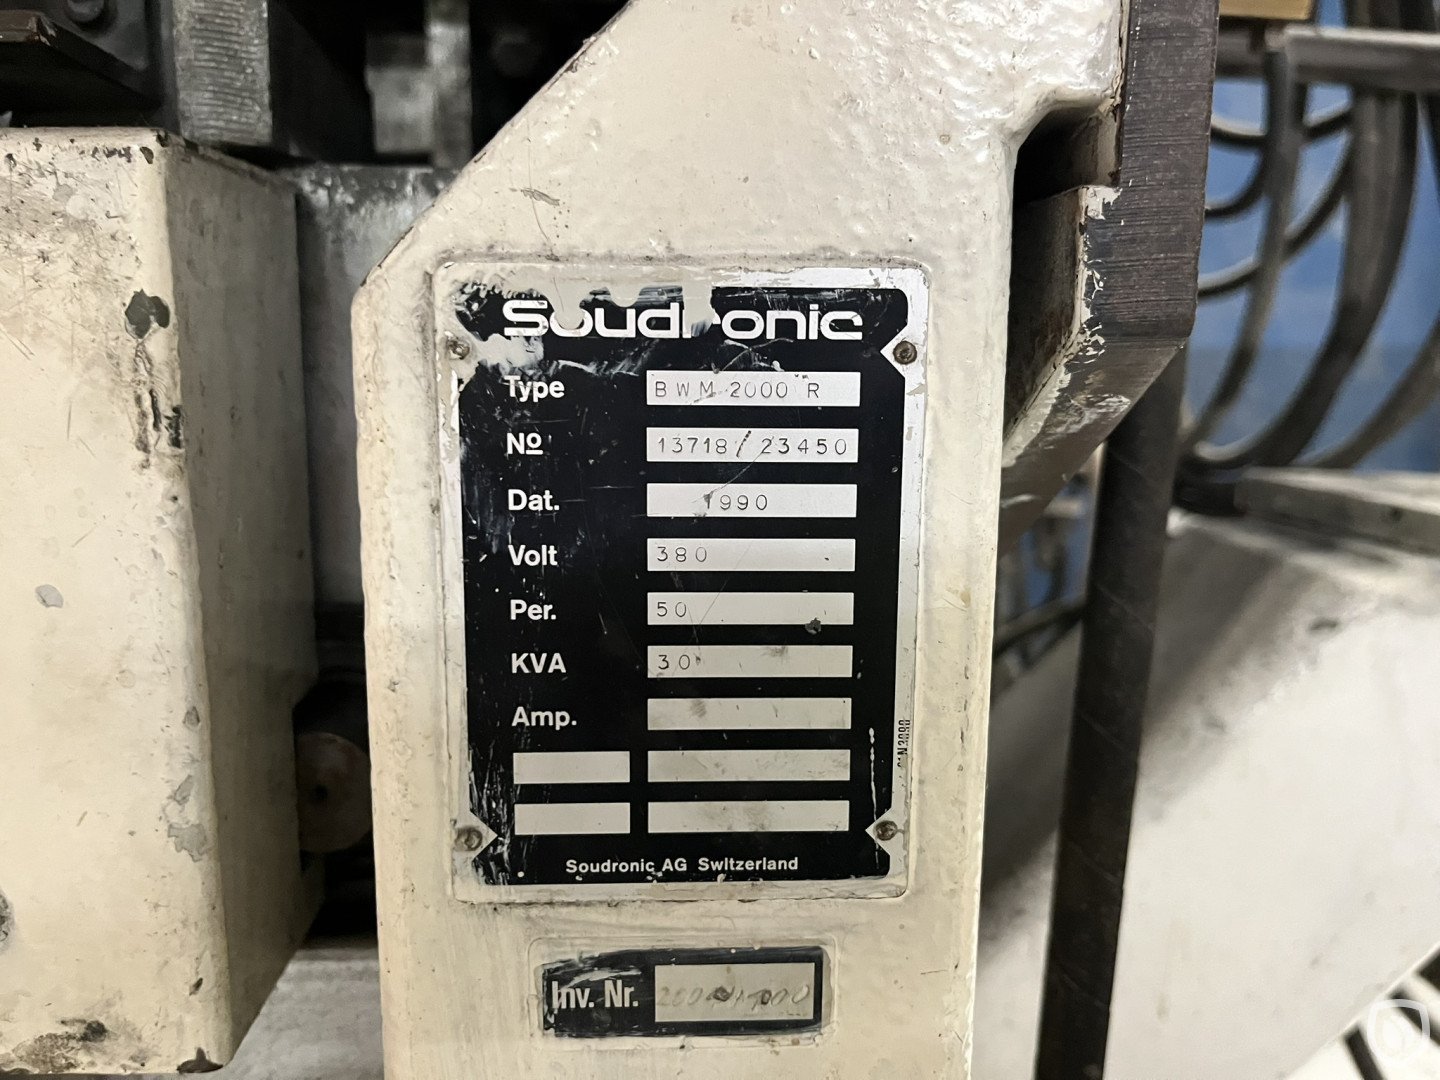 Soudronic
Type BWM 2000 R
№ 13718/23450
Dat. 1990
Volt 380
Per. 50
KVA 30
Amp.
Soudronic AG Switzerland
Inv. Nr.